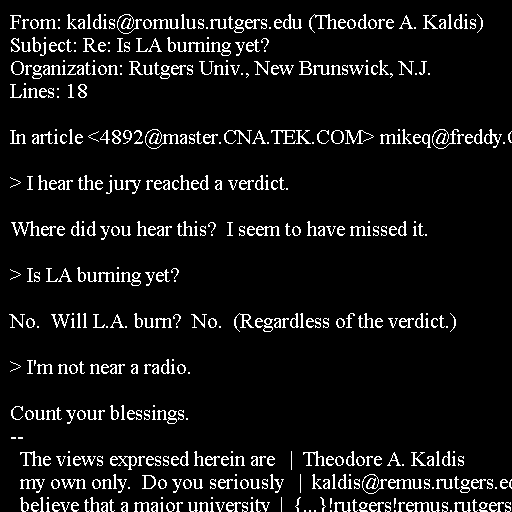 From: kaldis@romulus.rutgers.edu (Theodore A. Kaldis)
Subject: Re: Is LA burning yet?
Organization: Rutgers Univ., New Brunswick, N.J.
Lines: 18
In article <4892@master.CNA.TEK.COM> mikeq@freddy.
> I hear the jury reached a verdict.
Where did you hear this?  I seem to have missed it.
> Is LA burning yet?
No.  Will L.A. burn?  No.  (Regardless of the verdict.)
> I'm not near a radio.
Count your blessings.
--
The views expressed herein are   |  Theodore A. Kaldis
my own only.  Do you seriously   |  kaldis@remus.rutgers.e
believe that a major university  |  {...}!rutgers!remus.rutgers